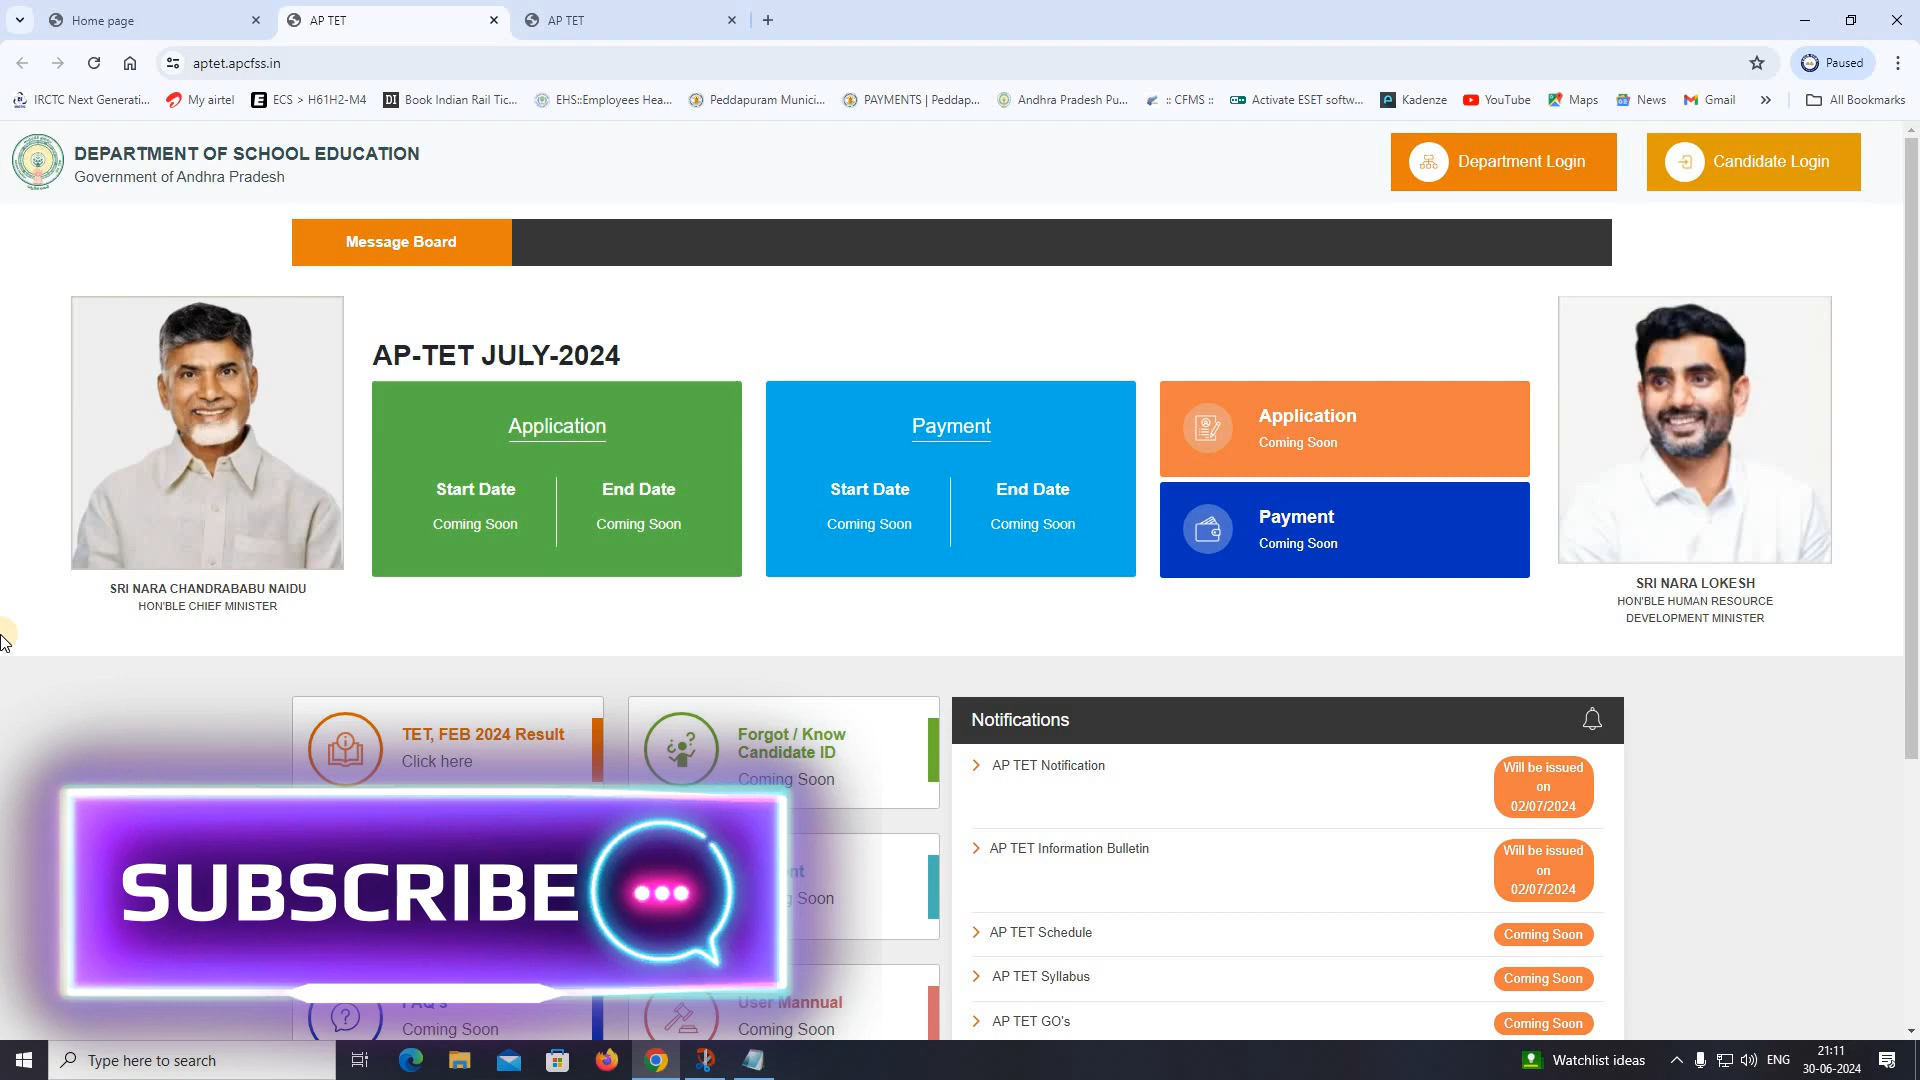 Home page
AP TET
AP TET
aptet.apcfss.in
Paused
IRCTC Next Generati...
My airtel
ECS > H61H2-M4
Book Indian Rail Tic...
EHS::Employees Hea...
Peddapuram Munici...
PAYMENTS | Peddap...
Andhra Pradesh Pu...
:: CFMS ::
Activate ESET softw...
Kadenze
YouTube
Maps
News
Gmail
All Bookmarks
DEPARTMENT OF SCHOOL EDUCATION
Government of Andhra Pradesh
Department Login
Candidate Login
Message Board
AP-TET JULY-2024
Application
Start Date
End Date
Coming Soon
Coming Soon
Payment
Start Date
End Date
Coming Soon
Coming Soon
Application
Coming Soon
Payment
Coming Soon
SRI NARA CHANDRABABU NAIDU
HON'BLE CHIEF MINISTER
SRI NARA LOKESH
HON'BLE HUMAN RESOURCE
DEVELOPMENT MINISTER
TET, FEB 2024 Result
Click here
Forgot / Know
Candidate ID
Coming Soon
Soon
SUBSCRIBE
FAQ's
Coming Soon
User Mannual
Coming Soon
Notifications
AP TET Notification
Will be issued
on
02/07/2024
AP TET Information Bulletin
Will be issued
on
02/07/2024
AP TET Schedule
Coming Soon
AP TET Syllabus
Coming Soon
AP TET GO's
Coming Soon
Type here to search
Watchlist ideas
ENG
21:11
30-06-2024